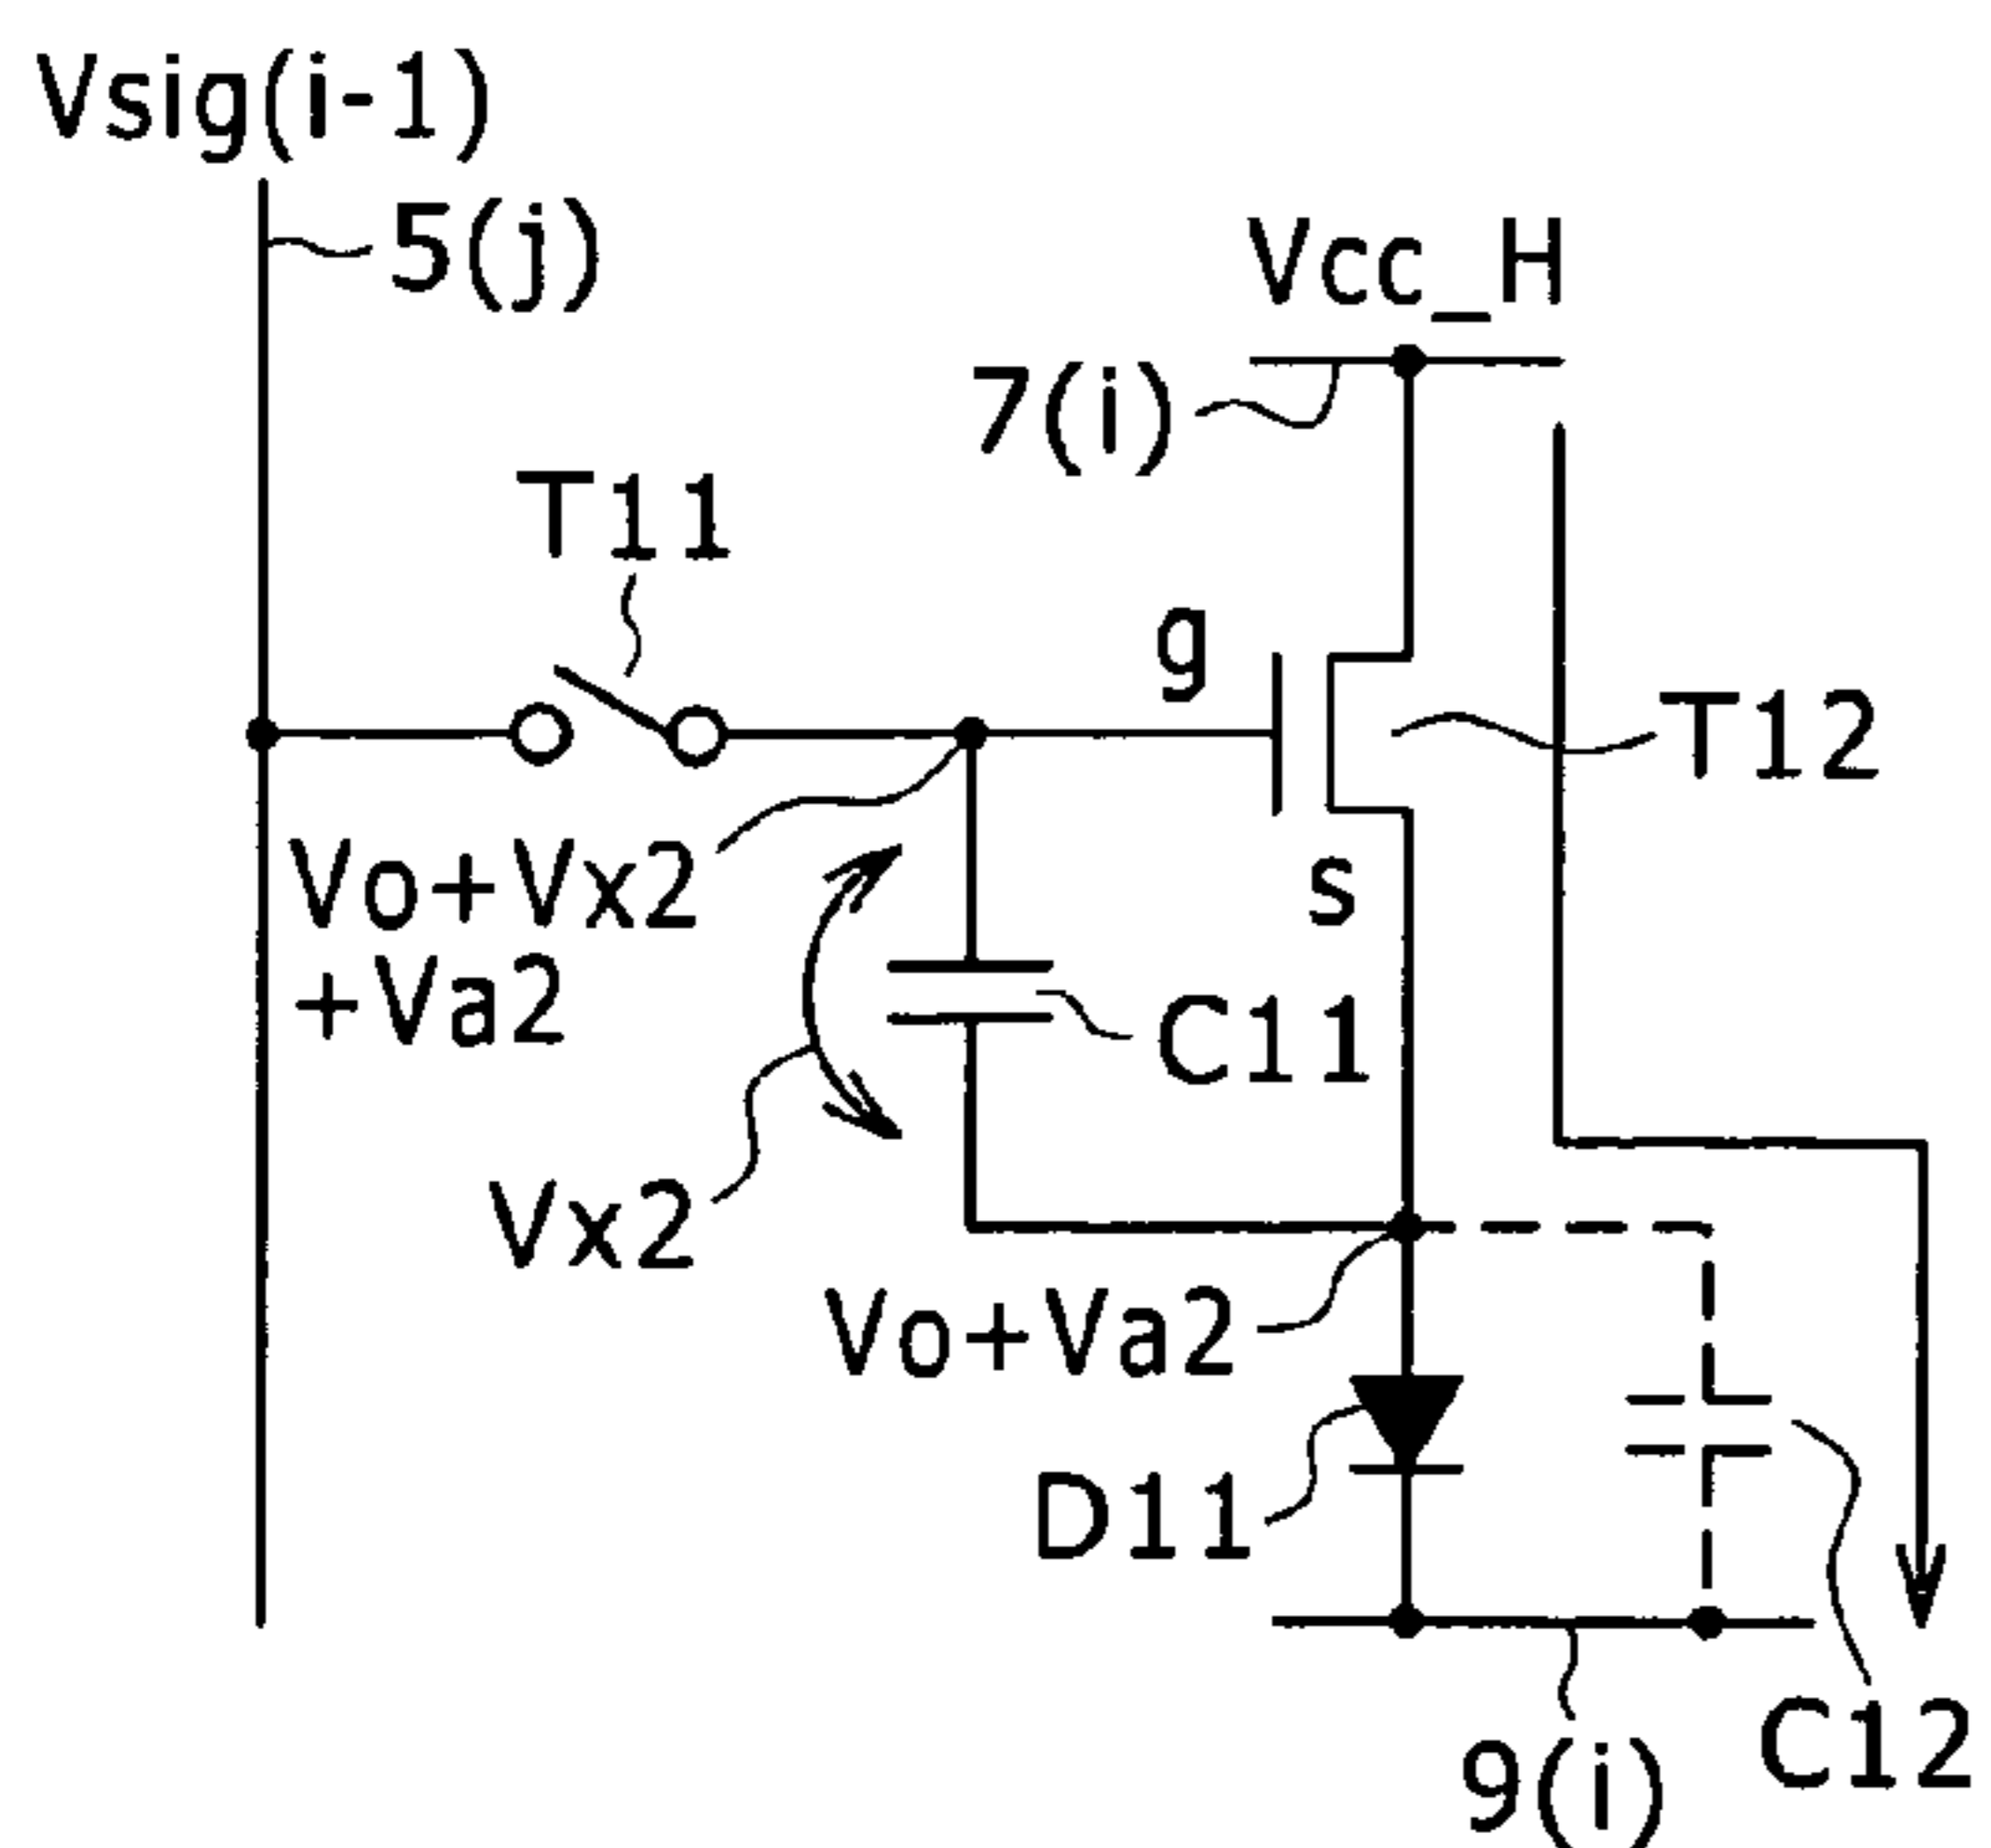 Vsig(i-1)
5(j)
Vcc_H
7(i)
T11
g
T12
Vo+Vx2
+Va2
s
C11
Vx2
Vo+Va2
D11
C12
9(i)